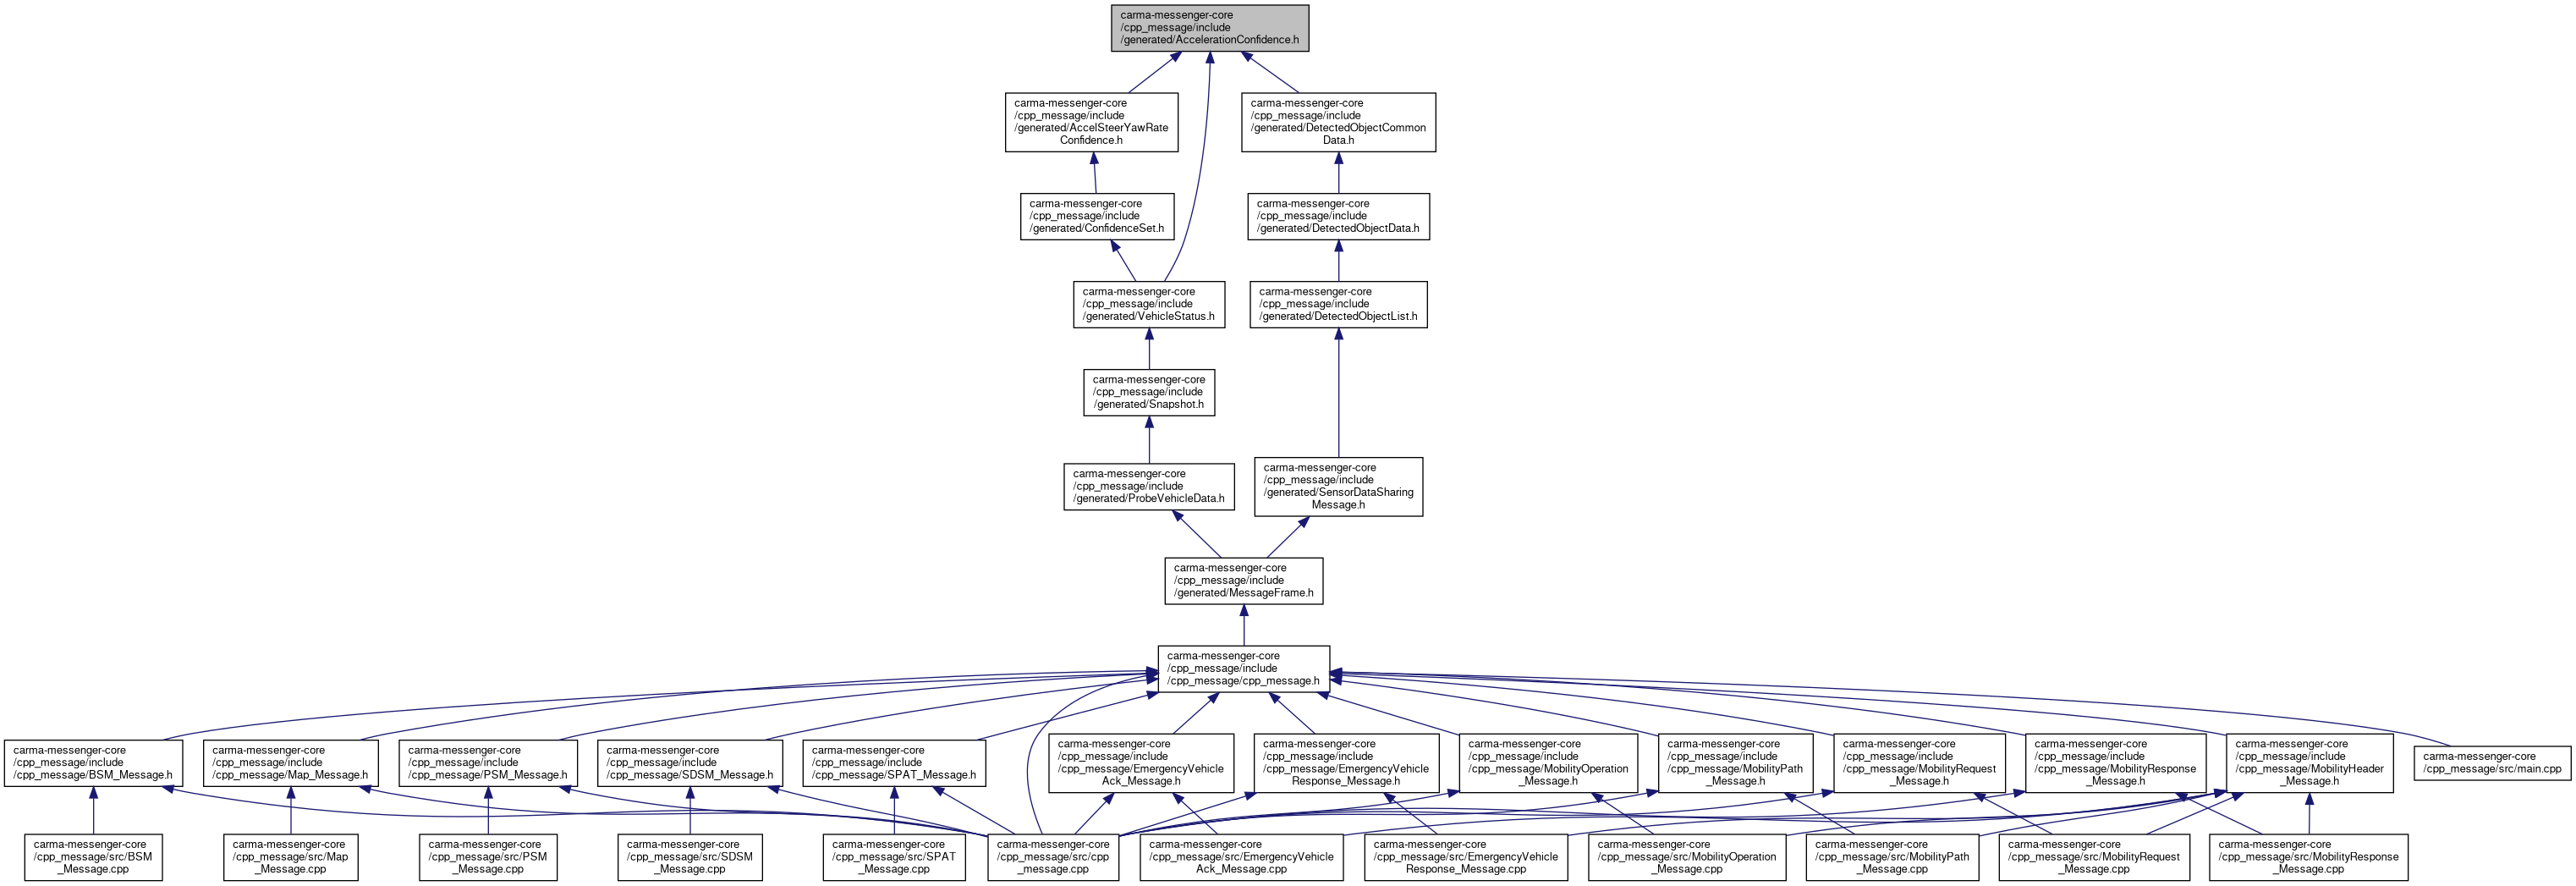 carma-messenger-core
/cpp_message/include
/generated/AccelerationConfidence.h
carma-messenger-core
/cpp_message/include
/generated/AccelSteerYawRate
Confidence.h
carma-messenger-core
/cpp_message/include
/generated/DetectedObjectCommon
Data.h
carma-messenger-core
/cpp_message/include
/generated/ConfidenceSet.h
carma-messenger-core
/cpp_message/include
/generated/DetectedObjectData.h
carma-messenger-core
/cpp_message/include
/generated/VehicleStatus.h
carma-messenger-core
/cpp_message/include
/generated/DetectedObjectList.h
carma-messenger-core
/cpp_message/include
/generated/Snapshot.h
carma-messenger-core
/cpp_message/include
/generated/ProbeVehicleData.h
carma-messenger-core
/cpp_message/include
/generated/SensorDataSharing
Message.h
carma-messenger-core
/cpp_message/include
/generated/MessageFrame.h
carma-messenger-core
/cpp_message/include
/cpp_message/cpp_message.h
carma-messenger-core
/cpp_message/include
/cpp_message/BSM_Message.h
carma-messenger-core
/cpp_message/include
/cpp_message/Map_Message.h
carma-messenger-core
/cpp_message/include
/cpp_message/PSM_Message.h
carma-messenger-core
/cpp_message/include
/cpp_message/SDSM_Message.h
carma-messenger-core
/cpp_message/include
/cpp_message/SPAT_Message.h
carma-messenger-core
/cpp_message/include
/cpp_message/EmergencyVehicle
Ack_Message.h
carma-messenger-core
/cpp_message/include
/cpp_message/EmergencyVehicle
Response_Message.h
carma-messenger-core
/cpp_message/include
/cpp_message/MobilityOperation
_Message.h
carma-messenger-core
/cpp_message/include
/cpp_message/MobilityPath
_Message.h
carma-messenger-core
/cpp_message/include
/cpp_message/MobilityRequest
_Message.h
carma-messenger-core
/cpp_message/include
/cpp_message/MobilityResponse
_Message.h
carma-messenger-core
/cpp_message/include
/cpp_message/MobilityHeader
_Message.h
carma-messenger-core
/cpp_message/src/main.cpp
carma-messenger-core
/cpp_message/src/BSM
_Message.cpp
carma-messenger-core
/cpp_message/src/Map
_Message.cpp
carma-messenger-core
/cpp_message/src/PSM
_Message.cpp
carma-messenger-core
/cpp_message/src/SDSM
_Message.cpp
carma-messenger-core
/cpp_message/src/SPAT
_Message.cpp
carma-messenger-core
/cpp_message/src/cpp
_message.cpp
carma-messenger-core
/cpp_message/src/EmergencyVehicle
Ack_Message.cpp
carma-messenger-core
/cpp_message/src/EmergencyVehicle
Response_Message.cpp
carma-messenger-core
/cpp_message/src/MobilityOperation
_Message.cpp
carma-messenger-core
/cpp_message/src/MobilityPath
_Message.cpp
carma-messenger-core
/cpp_message/src/MobilityRequest
_Message.cpp
carma-messenger-core
/cpp_message/src/MobilityResponse
_Message.cpp